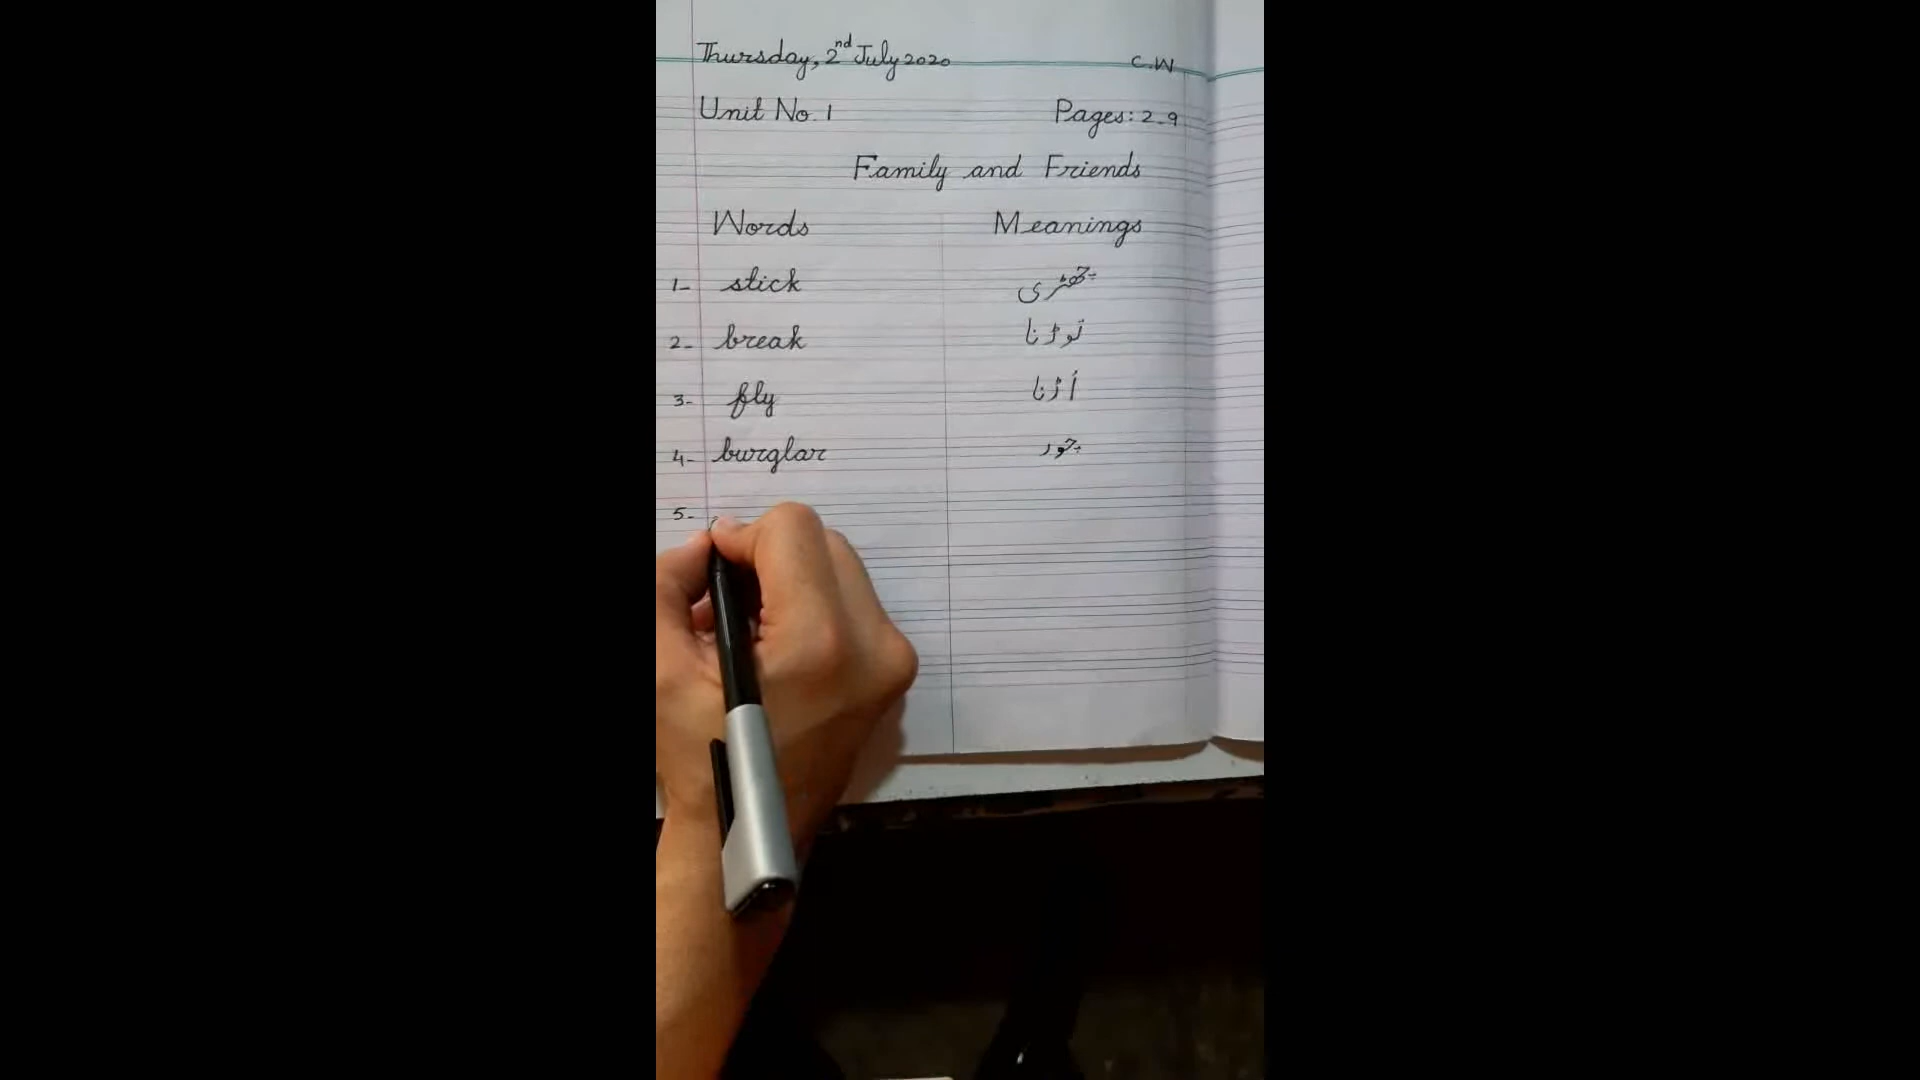 Thursday, 2nd July 2020 C.W
Unit No. 1 Pages: 2-9
Family and Friends
Words Meanings
1- stick چھڑی
2- break توڑنا
3- fly اُڑنا
4- burglar چور
5-